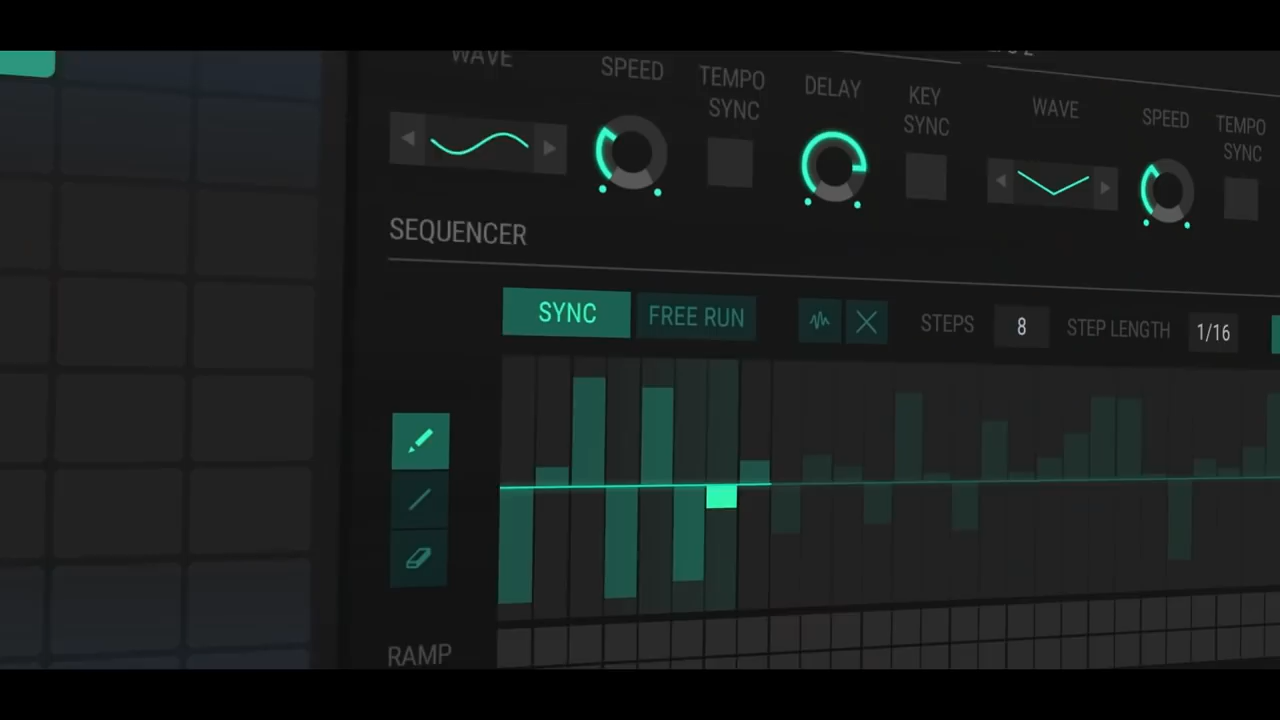 WAVE
SPEED
TEMPO
SYNC
DELAY
KEY
SYNC
WAVE
SPEED
TEMPO
SYNC
SEQUENCER
SYNC
FREE RUN
STEPS
8
STEP LENGTH
1/16
RAMP